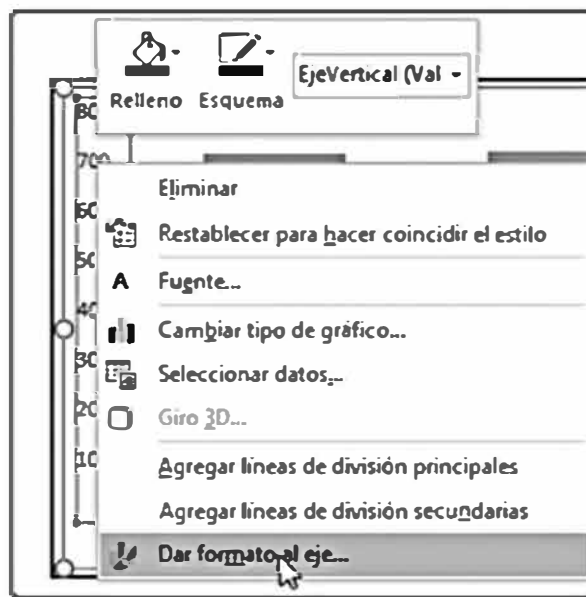 Relleno Esquema EjeVertical (Val
700
Eliminar
Restablecer para hacer coincidir el estilo
A Fuente...
Cambiar tipo de gráfico...
Seleccionar datos...
Giro 3D...
Agregar líneas de división principales
Agregar líneas de división secundarias
Dar formato al eje...